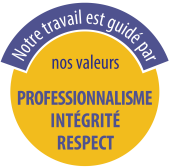 Notre travail est guidé par
nos valeurs
PROFESSIONNALISME
INTÉGRITÉ
RESPECT